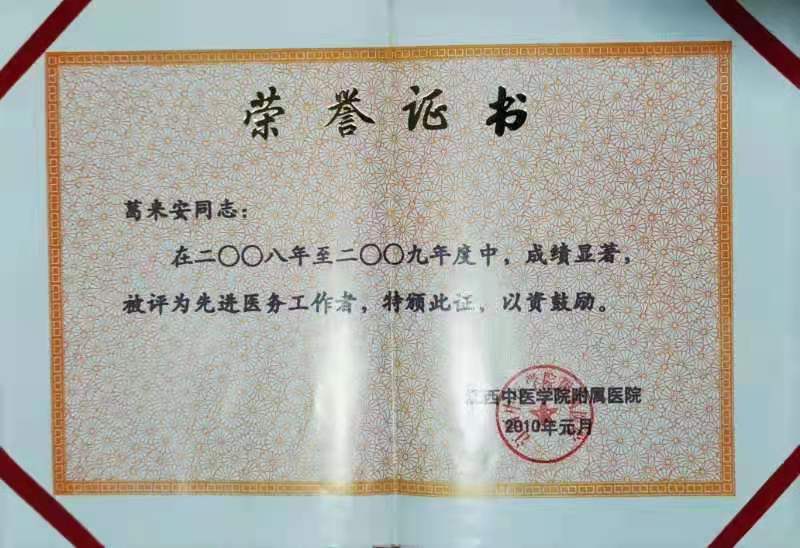 荣誉证书
葛来安同志：
在二〇〇八年至二〇〇九年度中，成绩显著，
被评为先进医务工作者，特颁此证，以资鼓励。
江西中医学院附属医院
2010年元月